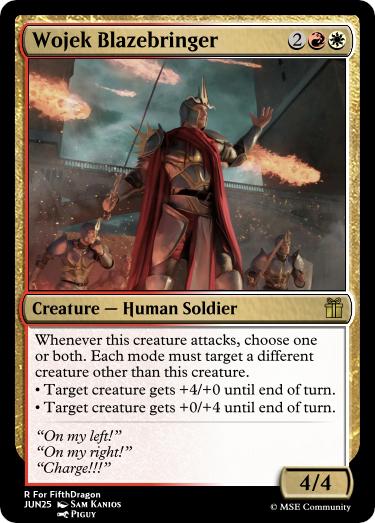 Wojek Blazebringer 2
Creature — Human Soldier
Whenever this creature attacks, choose one
or both. Each mode must target a different
creature other than this creature.
• Target creature gets +4/+0 until end of turn.
• Target creature gets +0/+4 until end of turn.
“On my left!”
“On my right!”
“Charge!!!”
4/4
R For FifthDragon
JUN25 Sam Kanios
Piguy
© MSE Community